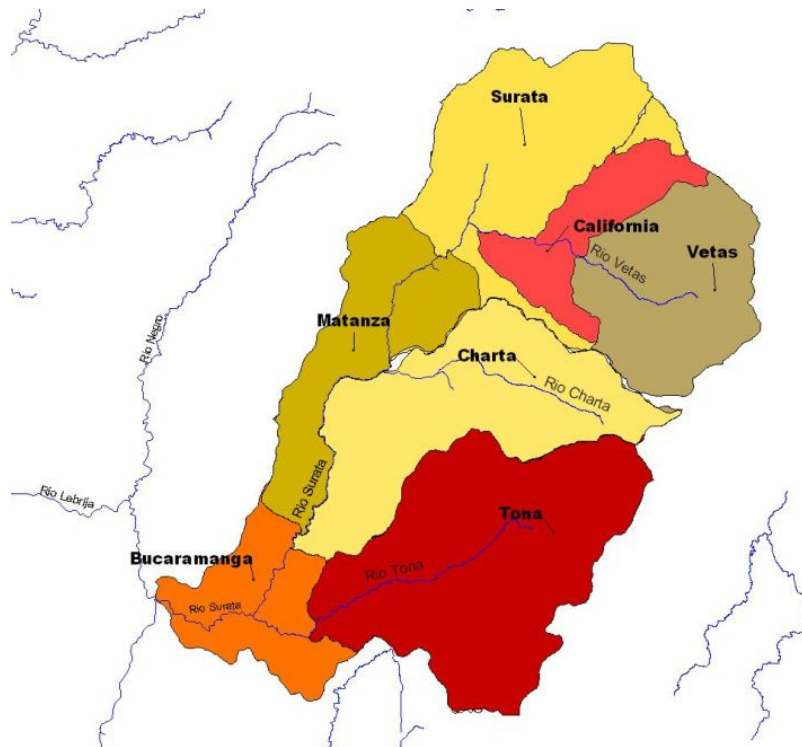 Surata
California
Rio Vetas
Vetas
Rio Negro
Matanza
Charta
Rio Charta
Rio Lebrija
Rio Surata
Tona
Bucaramanga
Rio Tona
Rio Surata